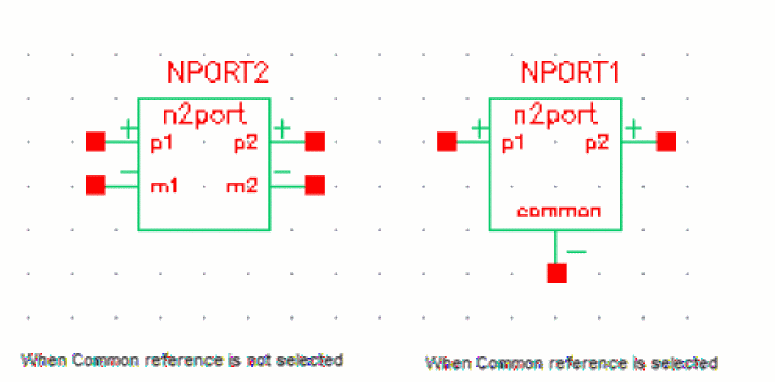 NPORT2
n2port
+ p1 p2 +
- m1 m2 -
When Common reference is not selected
NPORT1
n2port
+ p1 p2 +
common
-
When Common reference is selected